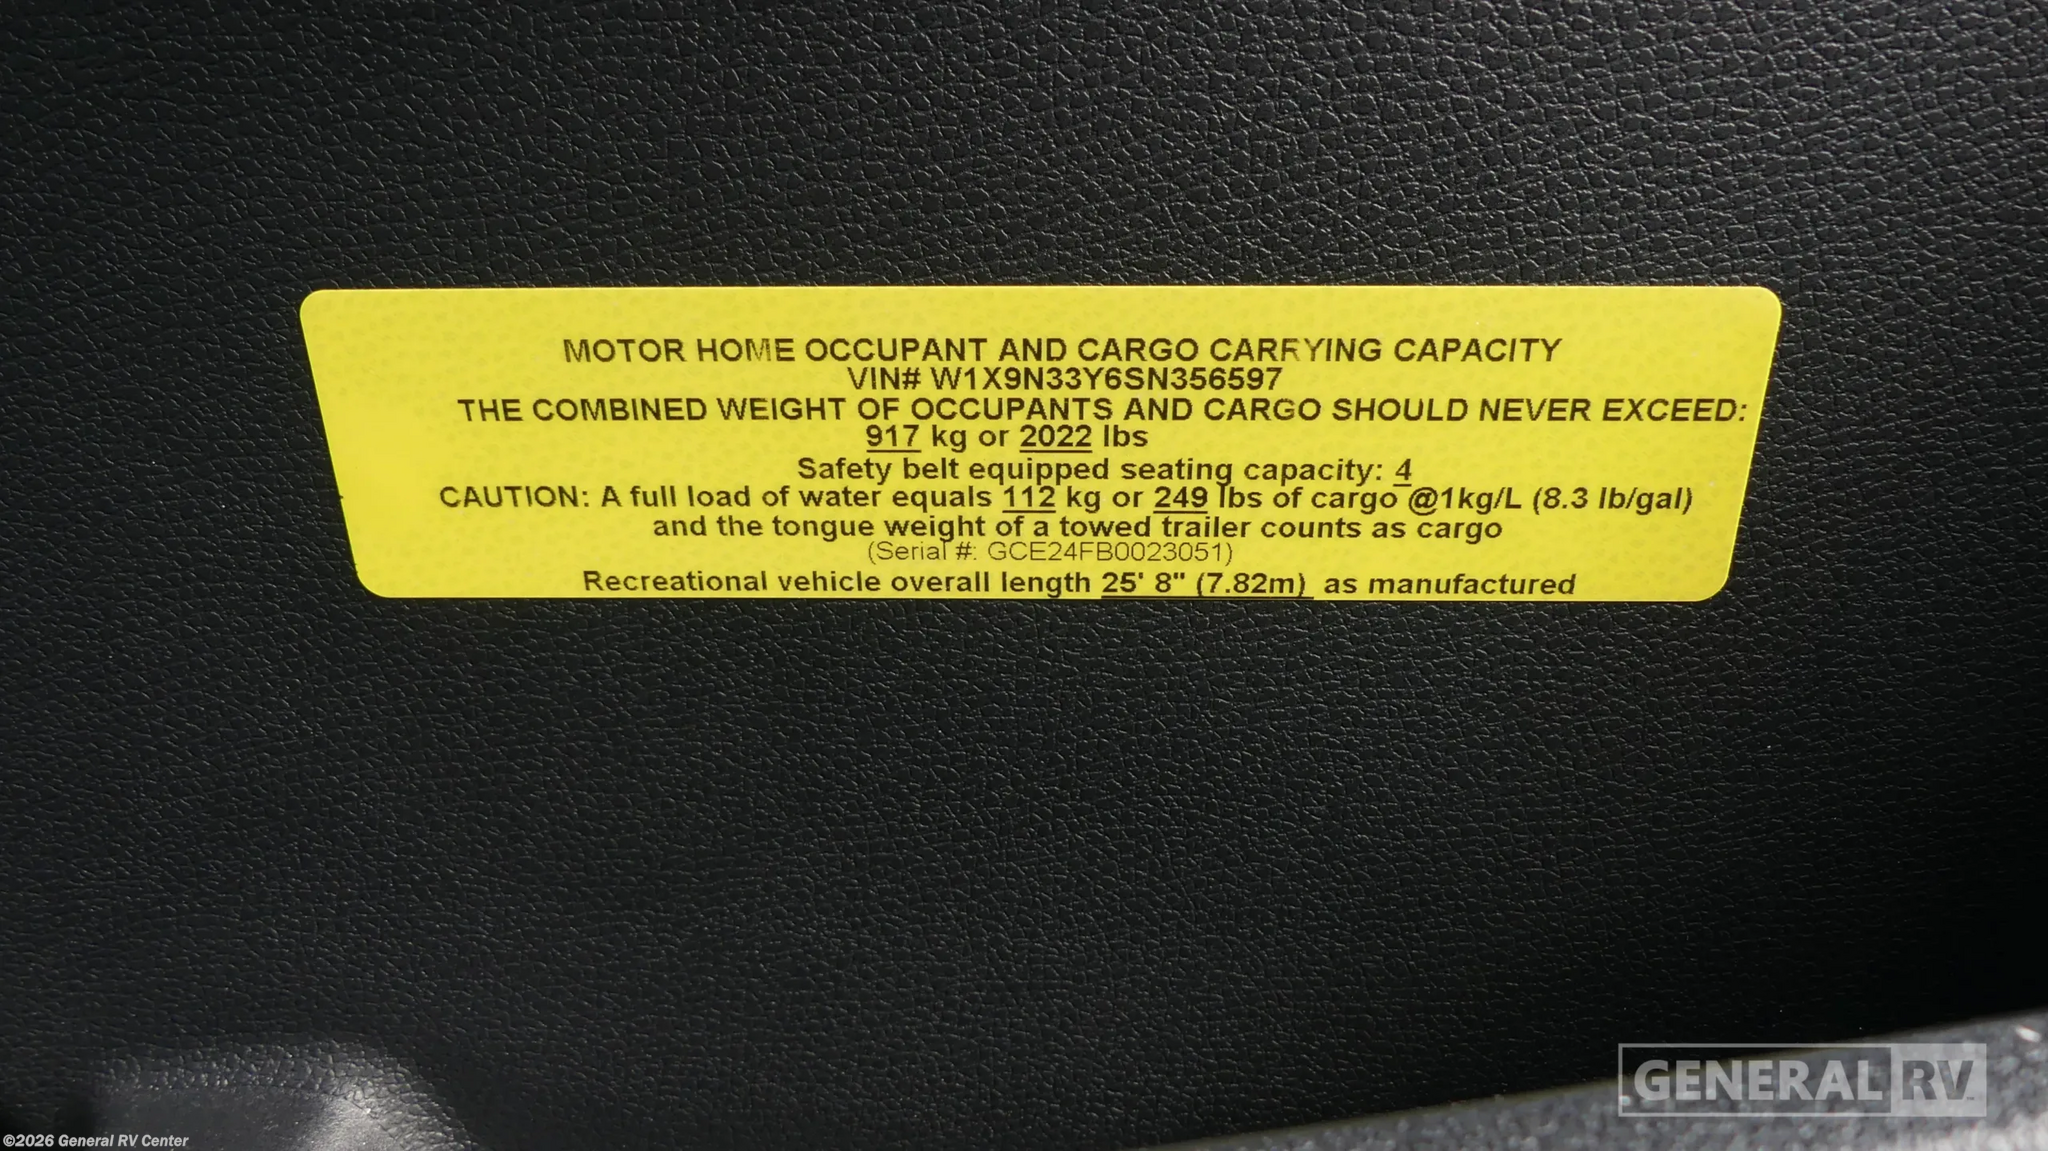 MOTOR HOME OCCUPANT AND CARGO CARRYING CAPACITY
VIN# W1X9N33Y6SN356597
THE COMBINED WEIGHT OF OCCUPANTS AND CARGO SHOULD NEVER EXCEED:
917 kg or 2022 lbs
Safety belt equipped seating capacity: 4
CAUTION: A full load of water equals 112 kg or 249 lbs of cargo @1kg/L (8.3 lb/gal)
and the tongue weight of a towed trailer counts as cargo
(Serial #: GCE24FB0023051)
Recreational vehicle overall length 25' 8" (7.82m) as manufactured
GENERAL RV
©2026 General RV Center